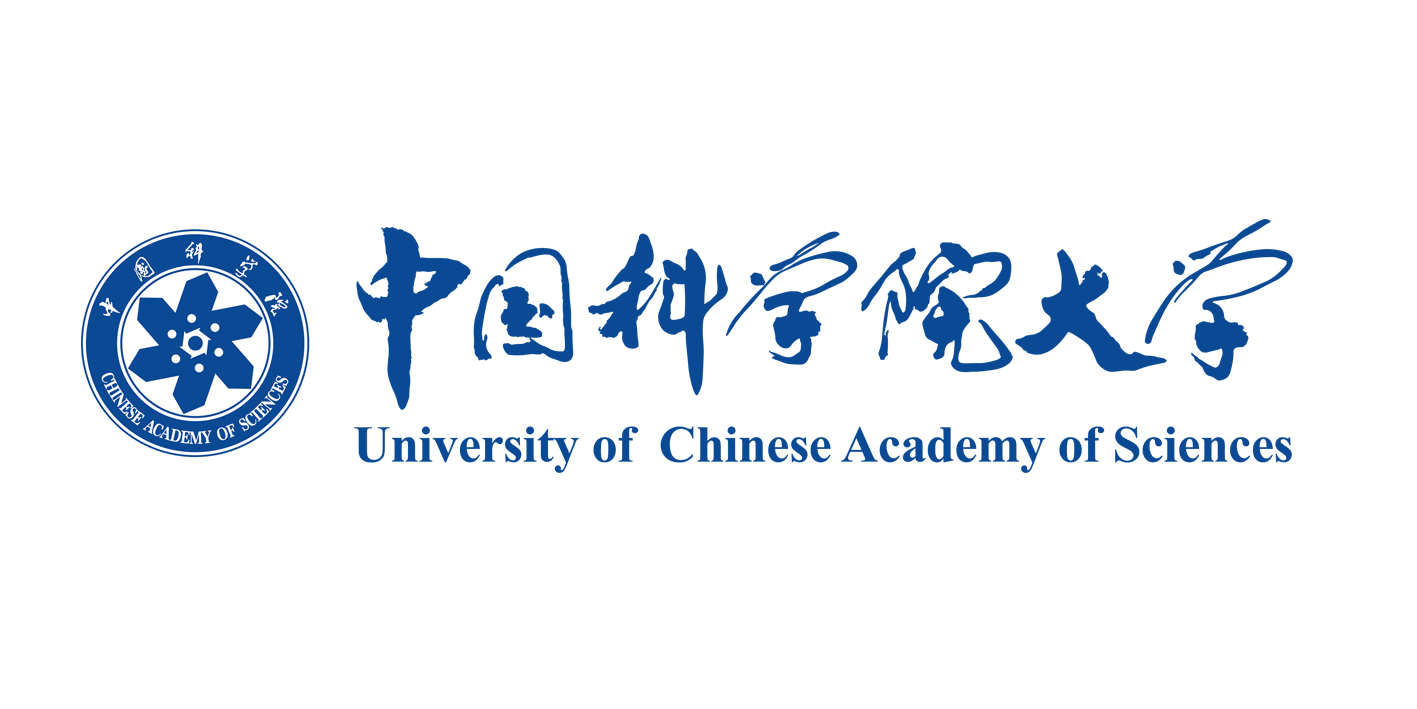 中国科学院
CHINESE ACADEMY OF SCIENCES
中国科学院大学
University of  Chinese Academy of Sciences